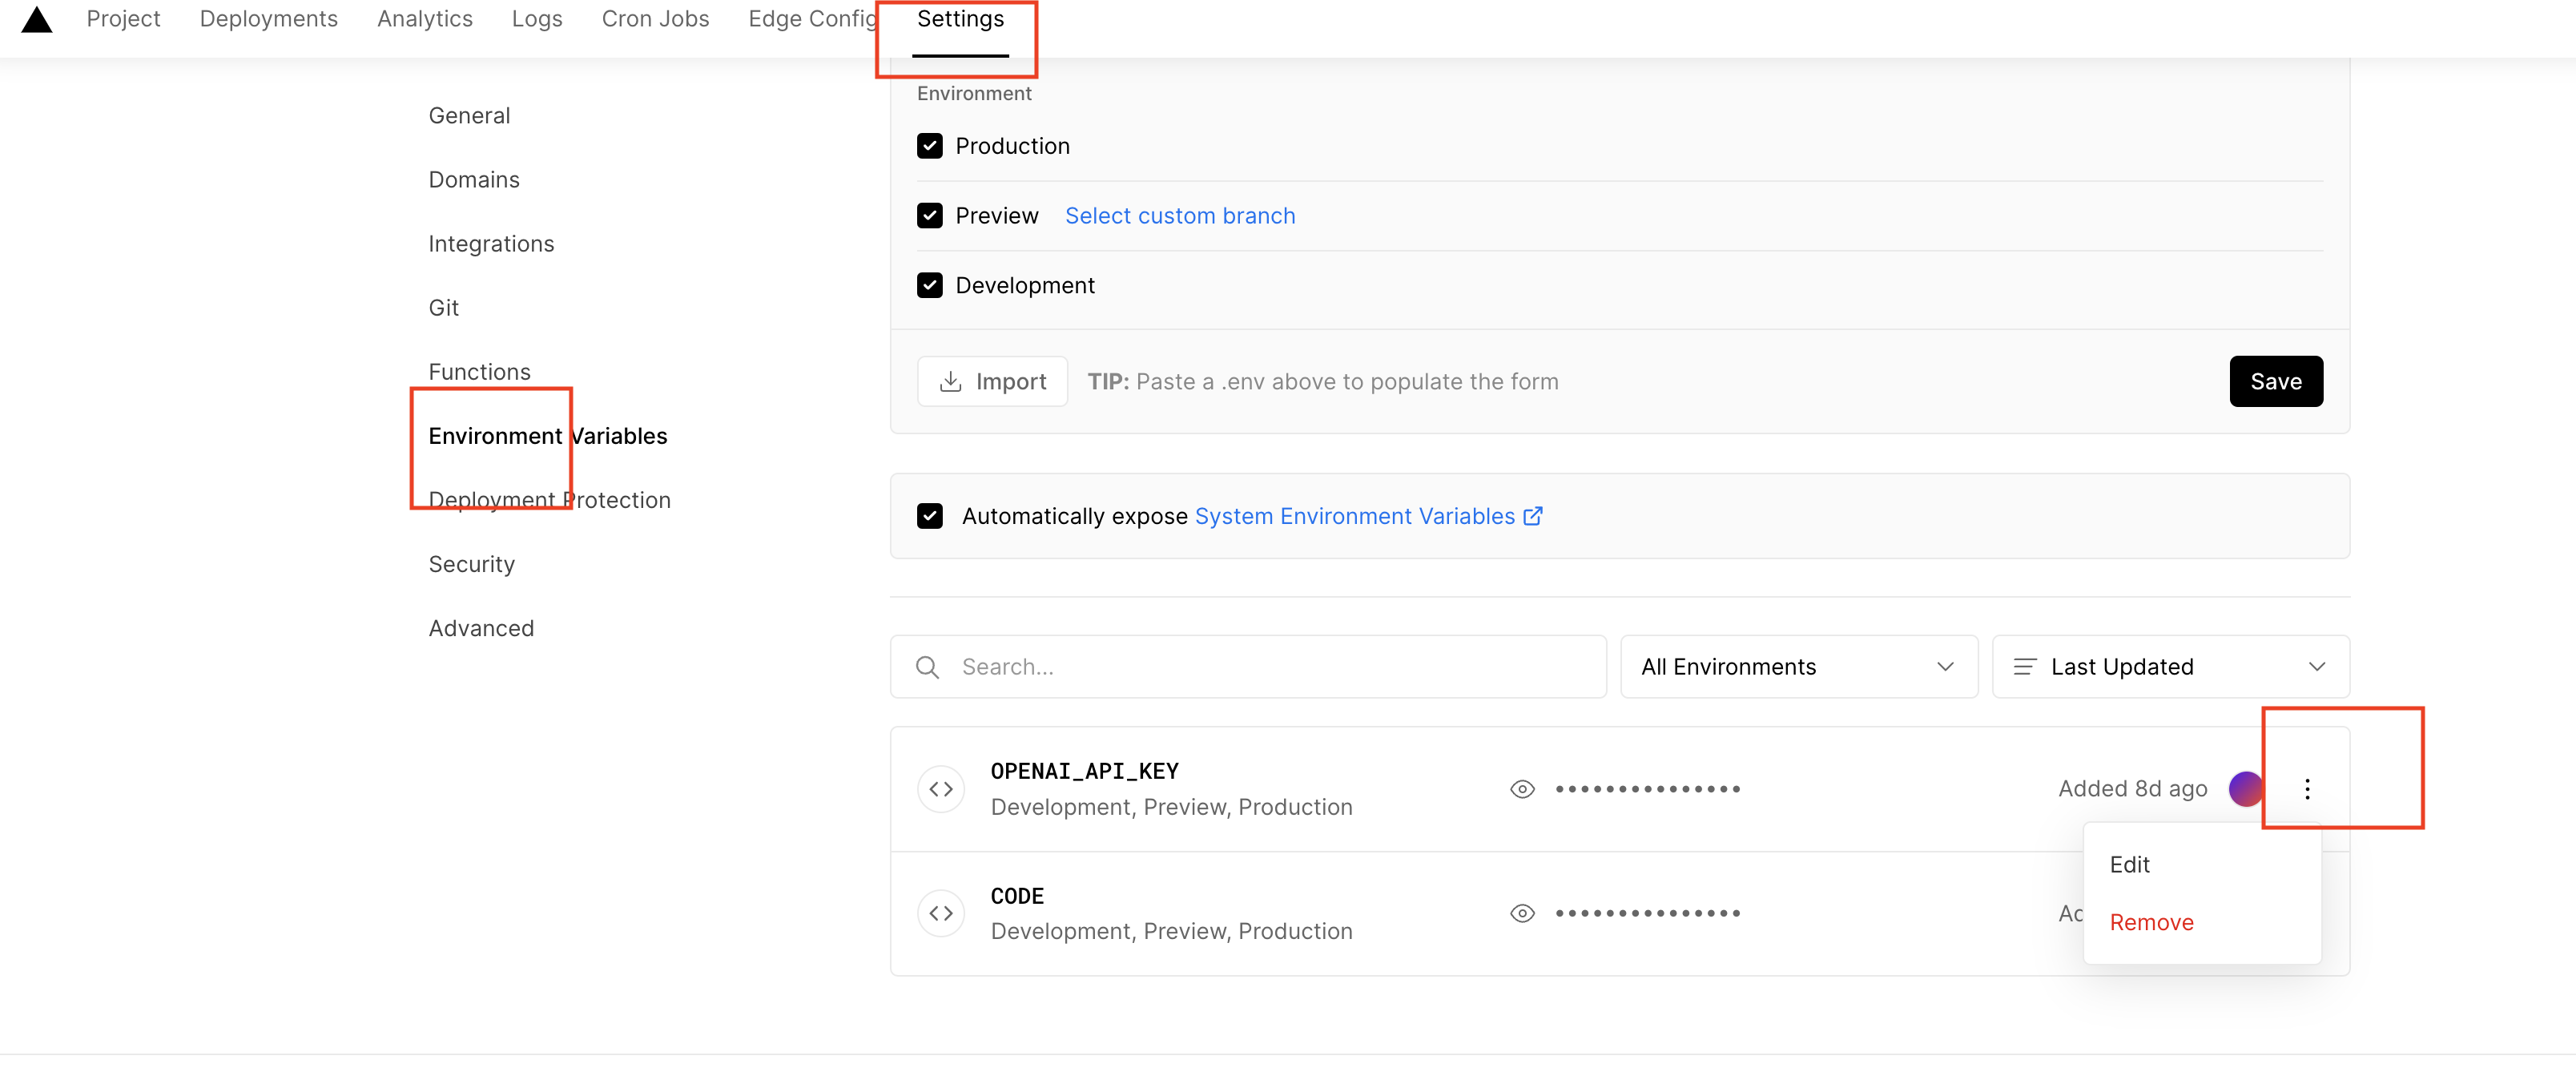 Project Deployments Analytics Logs Cron Jobs Edge Config Settings
General
Domains
Integrations
Git
Functions
Environment Variables
Deployment Protection
Security
Advanced
Environment
Production
Preview Select custom branch
Development
Import TIP: Paste a .env above to populate the form Save
Automatically expose System Environment Variables
Search... All Environments Last Updated
OPENAI_API_KEY
Development, Preview, Production
••••••••••••••• Added 8d ago
Edit
Remove
CODE
Development, Preview, Production
••••••••••••••• Ad